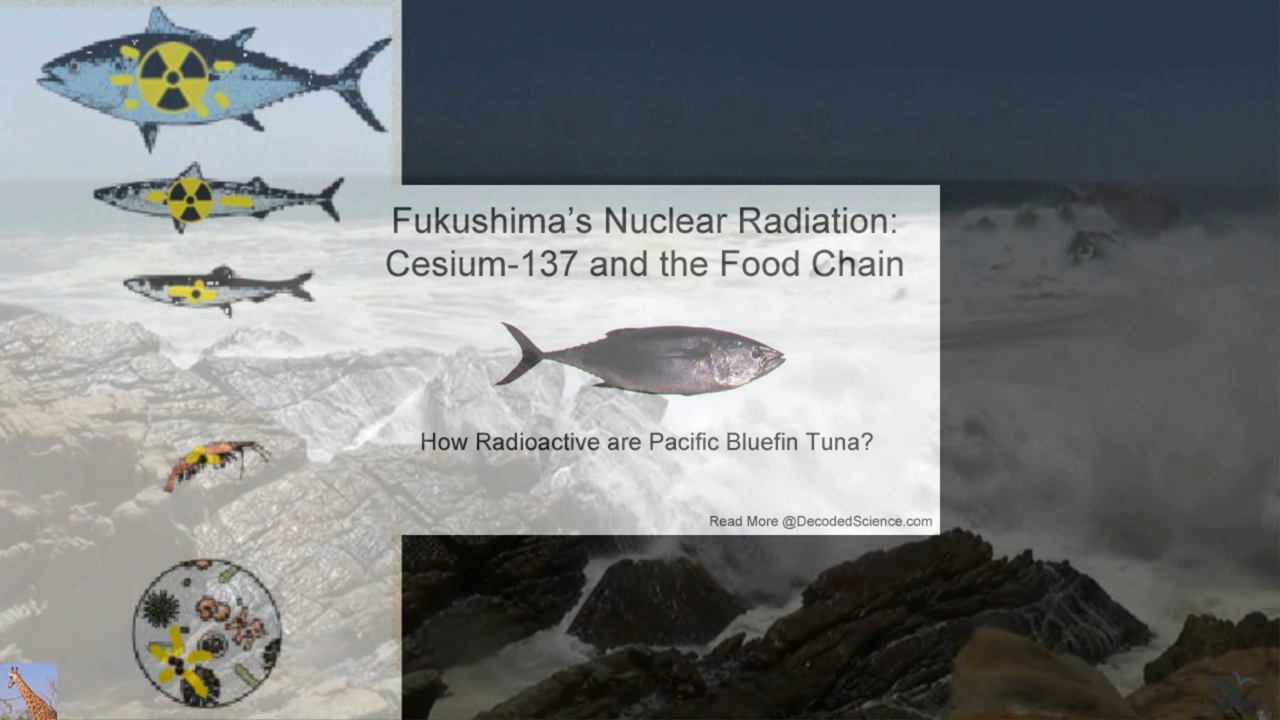 Fukushima’s Nuclear Radiation:
Cesium-137 and the Food Chain
How Radioactive are Pacific Bluefin Tuna?
Read More @DecodedScience.com